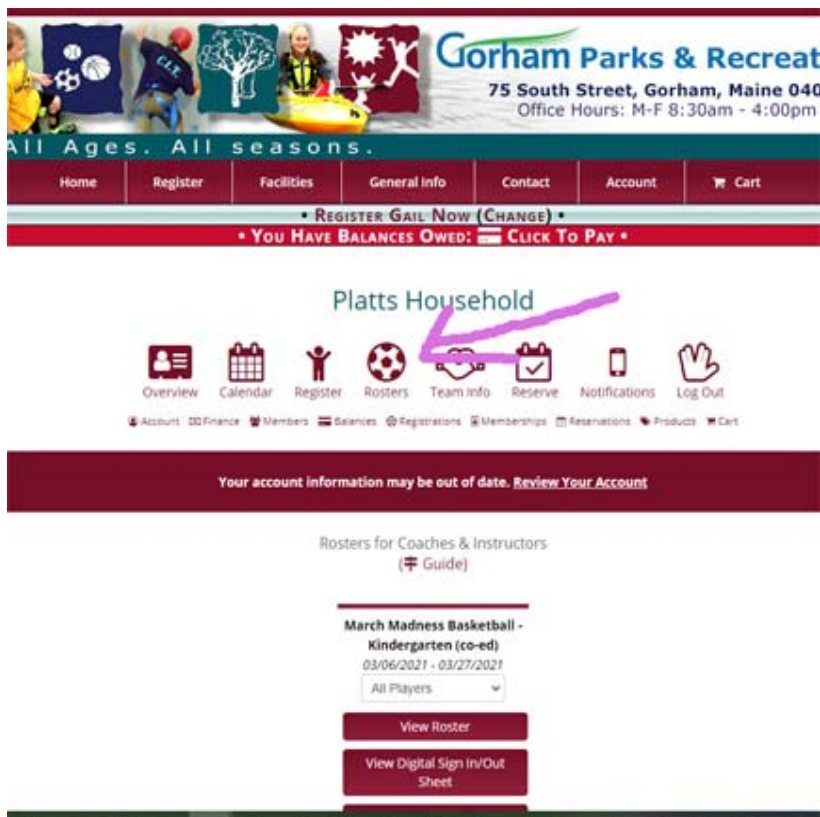 C.I.T.
Gorham Parks & Recreat
75 South Street, Gorham, Maine 040
Office Hours: M-F 8:30am - 4:00pm
All Ages. All seasons.
Home Register Facilities General Info Contact Account Cart
• Register Gail Now (Change) •
• You Have Balances Owed: Click To Pay •
Platts Household
Overview Calendar Register Rosters Team Info Reserve Notifications Log Out
Account Finance Members Balances Registrations Memberships Reservations Products Cart
Your account information may be out of date. Review Your Account
Rosters for Coaches & Instructors
(Guide)
March Madness Basketball -
Kindergarten (co-ed)
03/06/2021 - 03/27/2021
All Players
View Roster
View Digital Sign In/Out
Sheet